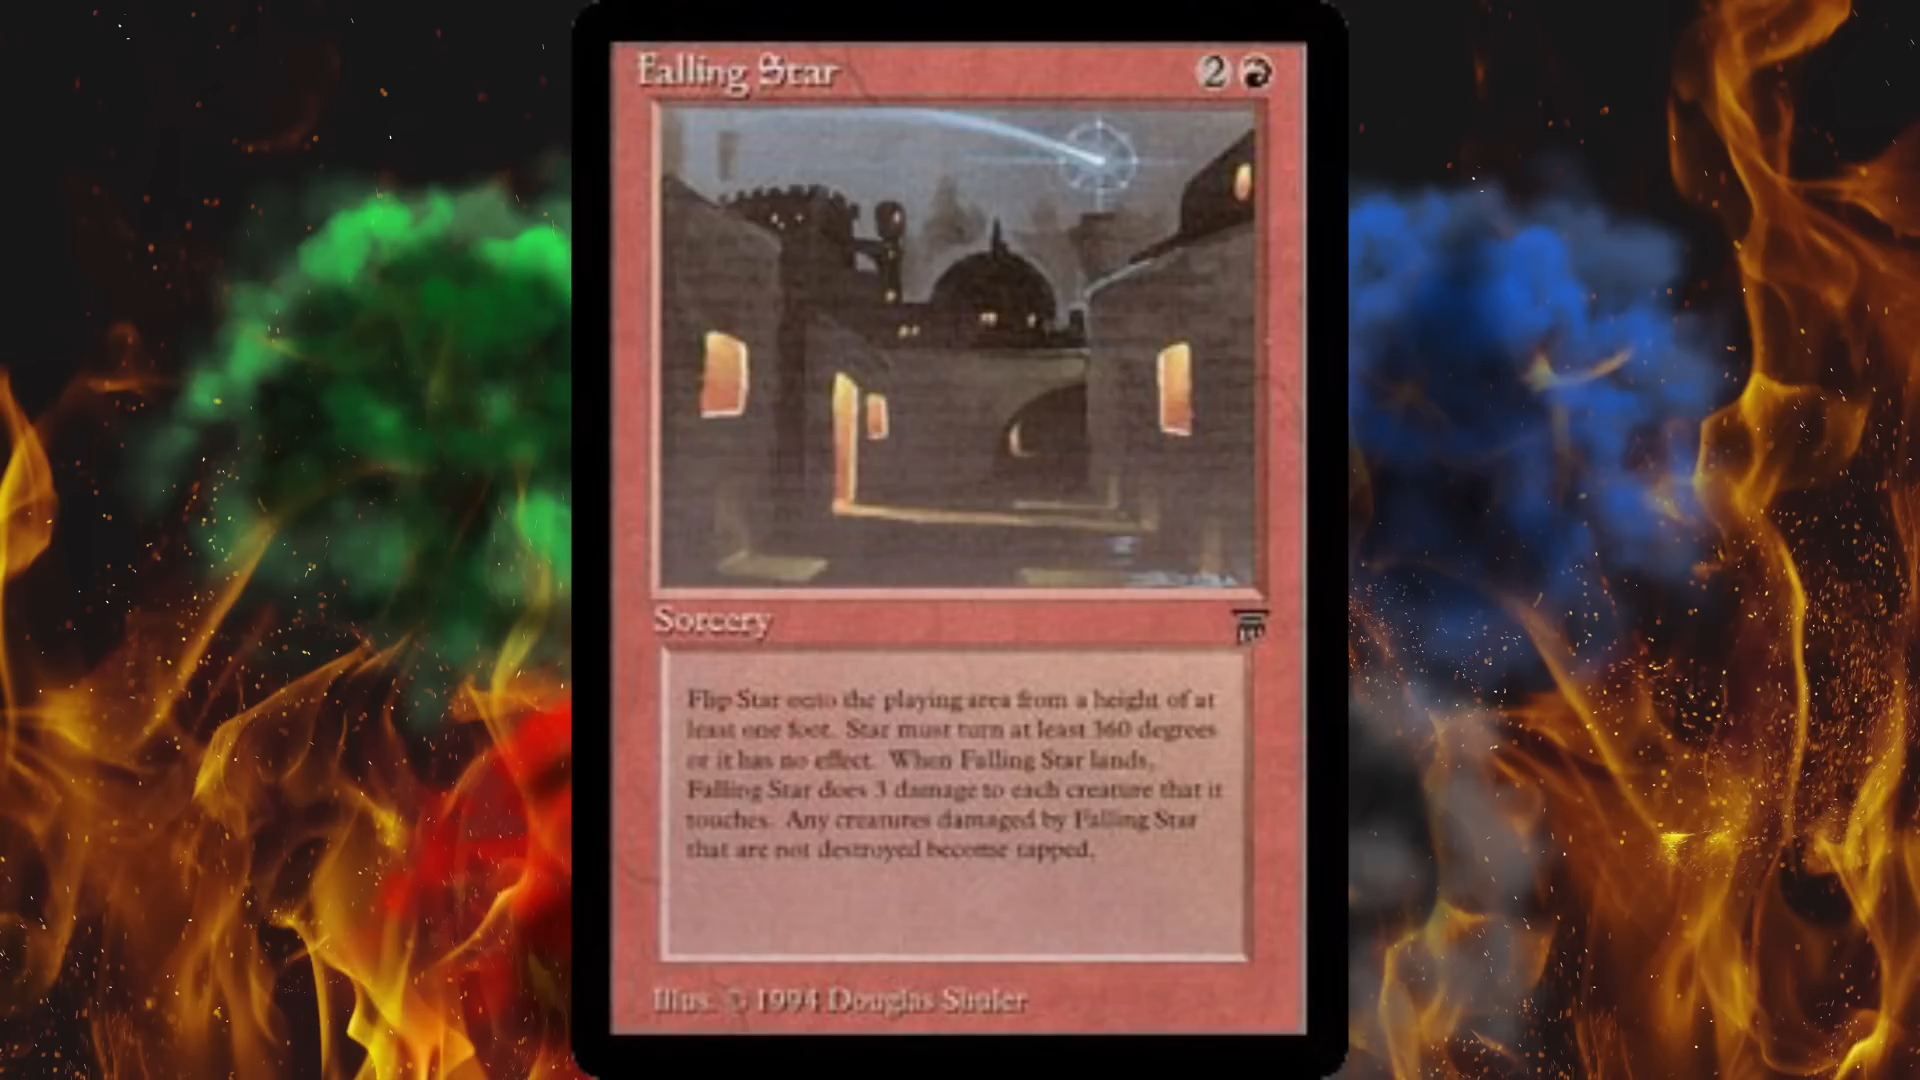 Falling Star 2
Sorcery
Flip Star onto the playing area from a height of at
least one foot. Star must turn at least 360 degrees
or it has no effect. When Falling Star lands,
Falling Star does 3 damage to each creature that it
touches. Any creatures damaged by Falling Star
that are not destroyed become tapped.
Illus. © 1994 Douglas Shuler